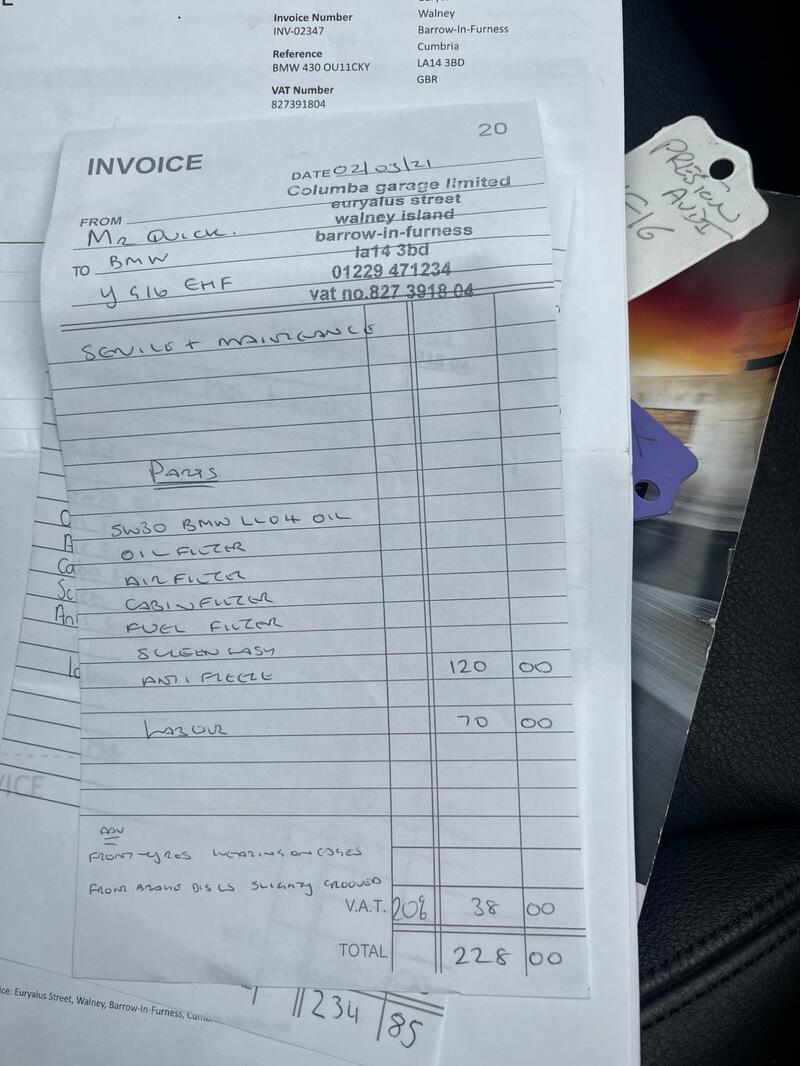 Invoice Number
INV-02347
Reference
BMW 430 OU11CKY
VAT Number
827391804
Walney
Barrow-In-Furness
Cumbria
LA14 3BD
GBR
PRESTON
AUDI
20
INVOICE
DATE 02/03/21
Columba garage limited
euryalus street
walney island
barrow-in-furness
la14 3bd
01229 471234
vat no.827 3918 04
FROM
Mr Quick.
TO BMW
EHF
SERVICE + MAINTENANCE
PARTS
5W30 BMW LL04 OIL
OIL FILTER
AIR FILTER
CABIN FILTER
FUEL FILTER
SCREEN WASH
ANTI FREEZE 120 00
LABOUR 70 00
ADV
FRONT TYRES WEARING ON EDGES
FRONT BRAKE DISCS SLIGHTLY GROOVED
V.A.T. 20% 38 00
TOTAL 228 00
ice: Euryalus Street, Walney, Barrow-In-Furness,
234 85